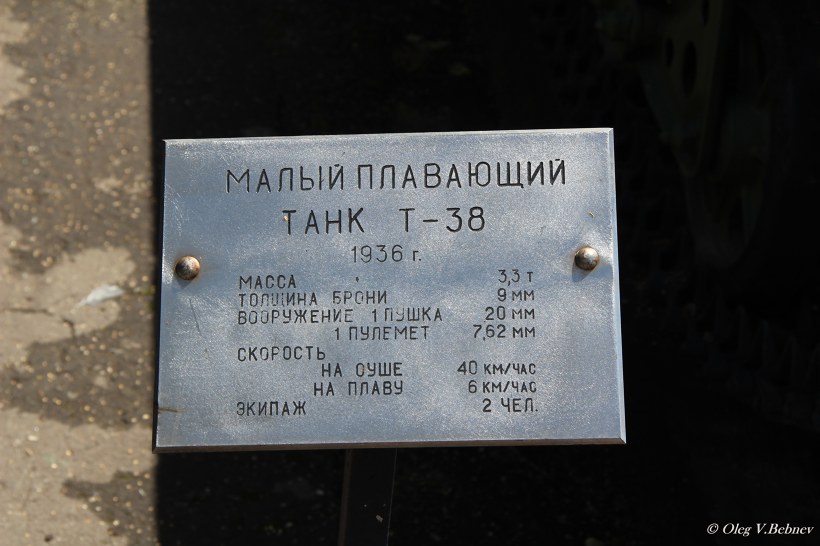 МАЛЫЙ ПЛАВАЮЩИЙ
ТАНК Т-38
1936 г.
МАССА 3,3 т
ТОЛЩИНА БРОНИ 9 мм
ВООРУЖЕНИЕ 1 ПУШКА 20 мм
1 ПУЛЕМЕТ 7,62 мм
СКОРОСТЬ
НА СУШЕ 40 КМ/ЧАС
НА ПЛАВУ 6 КМ/ЧАС
ЭКИПАЖ 2 ЧЕЛ.
© Oleg V.Bebnev